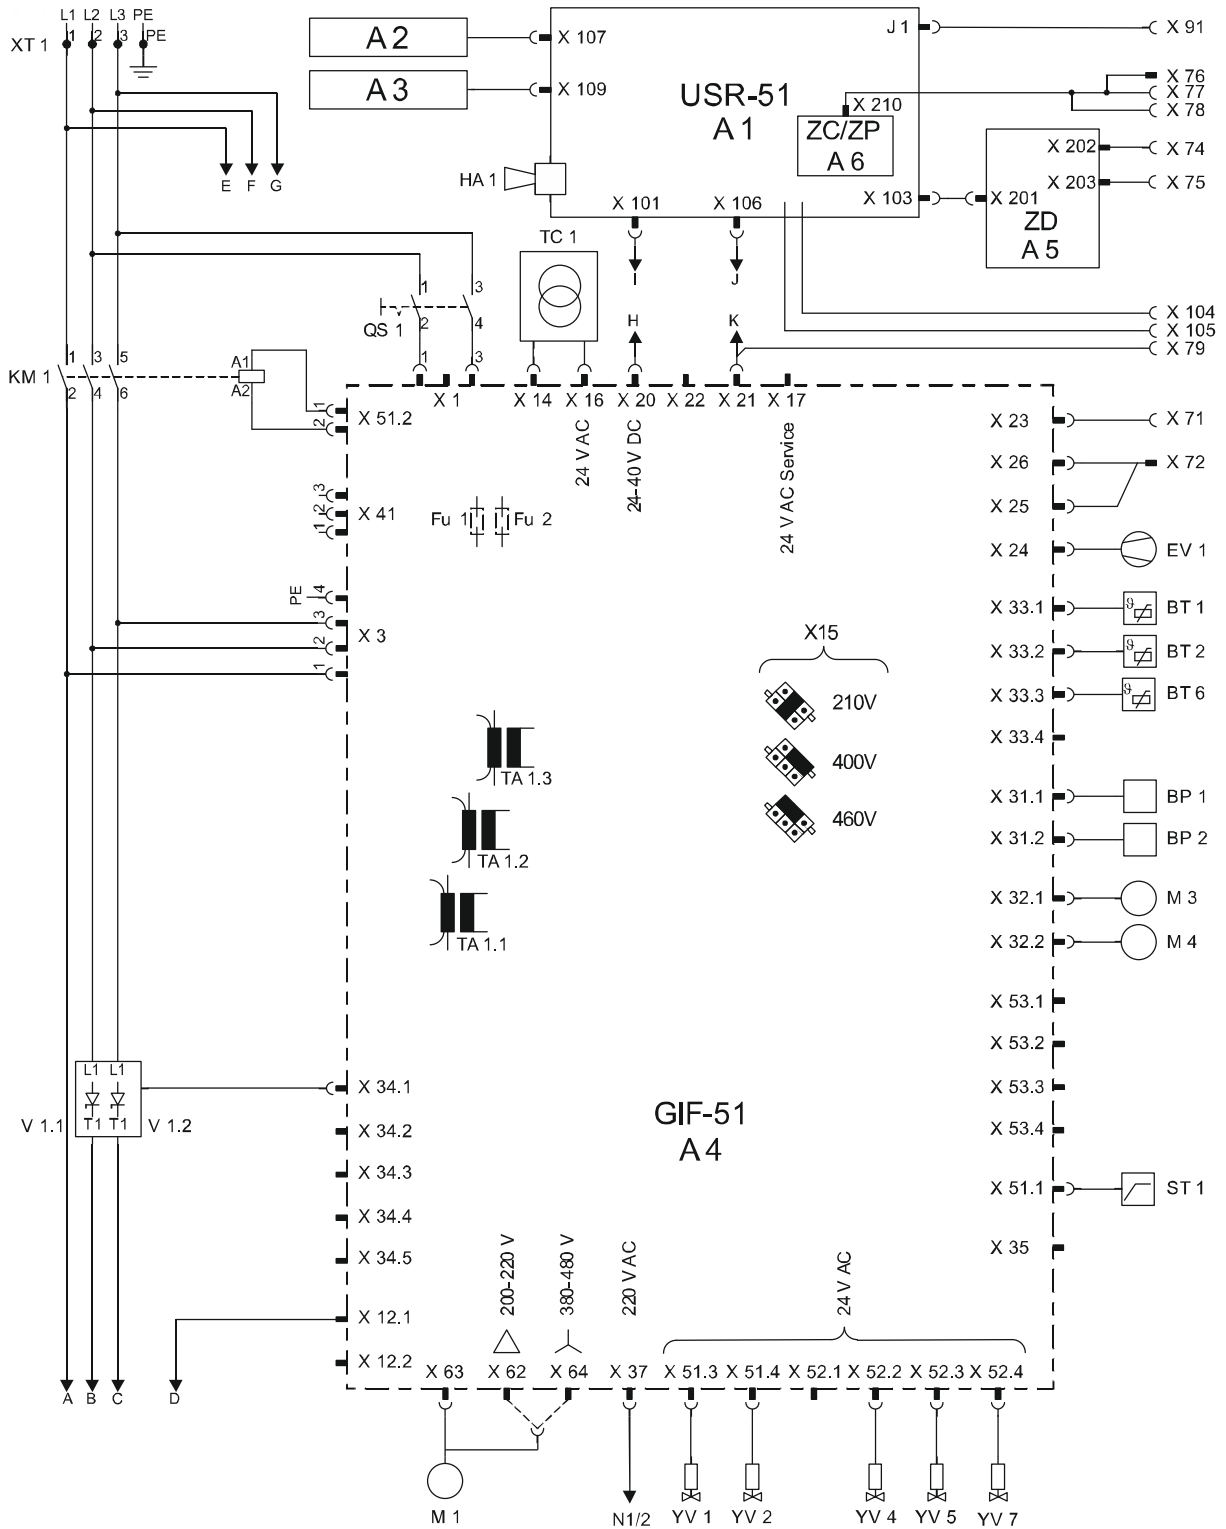 L1 L2 L3 PE
XT 1 1 2 3 PE
A 2
A 3
X 107
X 109
HA 1
USR-51
A 1
J 1
X 210
ZC/ZP
A 6
X 103
X 101 X 106
X 91
X 76
X 77
X 78
X 202 X 74
X 203 X 75
X 201
ZD
A 5
E F G
I J
H K
TC 1
QS 1
1 3
2 4
1 3
X 104
X 105
X 79
KM 1
1 3 5
2 4 6
A1
A2
1
2
X 51.2
X 1 X 14 X 16 X 20 X 22 X 21 X 17
24 V AC
24-40 V DC
24 V AC Service
3
2
1
X 41
Fu 1 Fu 2
PE 4
3
2
1
X 3
X15
210V
400V
460V
TA 1.3
TA 1.2
TA 1.1
X 23 X 71
X 26 X 72
X 25
X 24 EV 1
X 33.1 ϑ BT 1
X 33.2 ϑ BT 2
X 33.3 ϑ BT 6
X 33.4
X 31.1 BP 1
X 31.2 BP 2
X 32.1 M 3
X 32.2 M 4
X 53.1
X 53.2
X 53.3
X 53.4
X 51.1 ST 1
X 35
L1 L1
T1 T1
V 1.1 V 1.2
X 34.1
X 34.2
X 34.3
X 34.4
X 34.5
X 12.1
X 12.2
GIF-51
A 4
200-220 V
380-480 V
220 V AC
24 V AC
X 63 X 62 X 64 X 37 X 51.3 X 51.4 X 52.1 X 52.2 X 52.3 X 52.4
A B C D
M 1 N1/2 YV 1 YV 2 YV 4 YV 5 YV 7